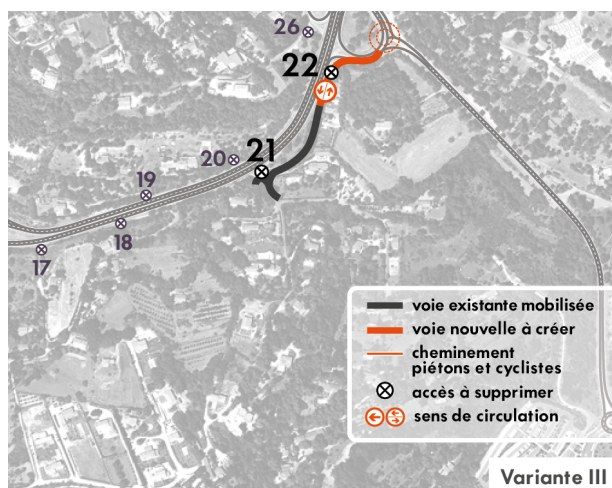 26
22
20
21
19
18
17
voie existante mobilisée
voie nouvelle à créer
cheminement
piétons et cyclistes
accès à supprimer
sens de circulation
Variante III